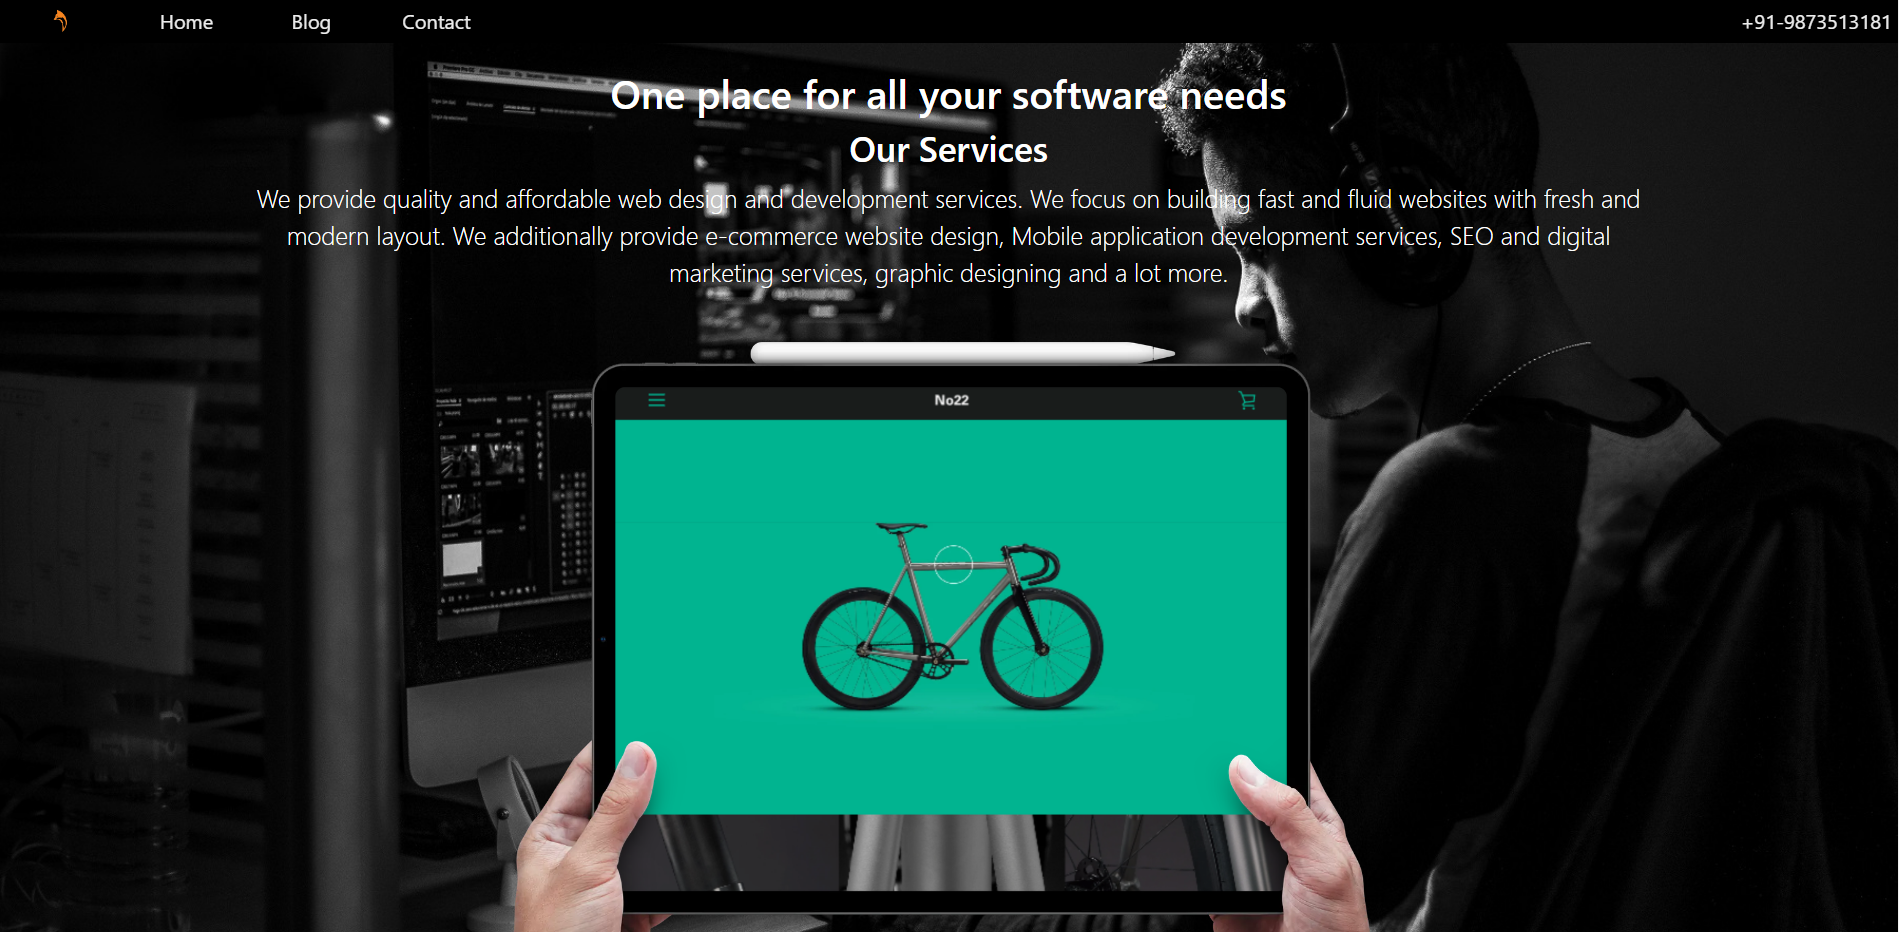 Home Blog Contact +91-9873513181
One place for all your software needs
Our Services
We provide quality and affordable web design and development services. We focus on building fast and fluid websites with fresh and
modern layout. We additionally provide e-commerce website design, Mobile application development services, SEO and digital
marketing services, graphic designing and a lot more.
No22